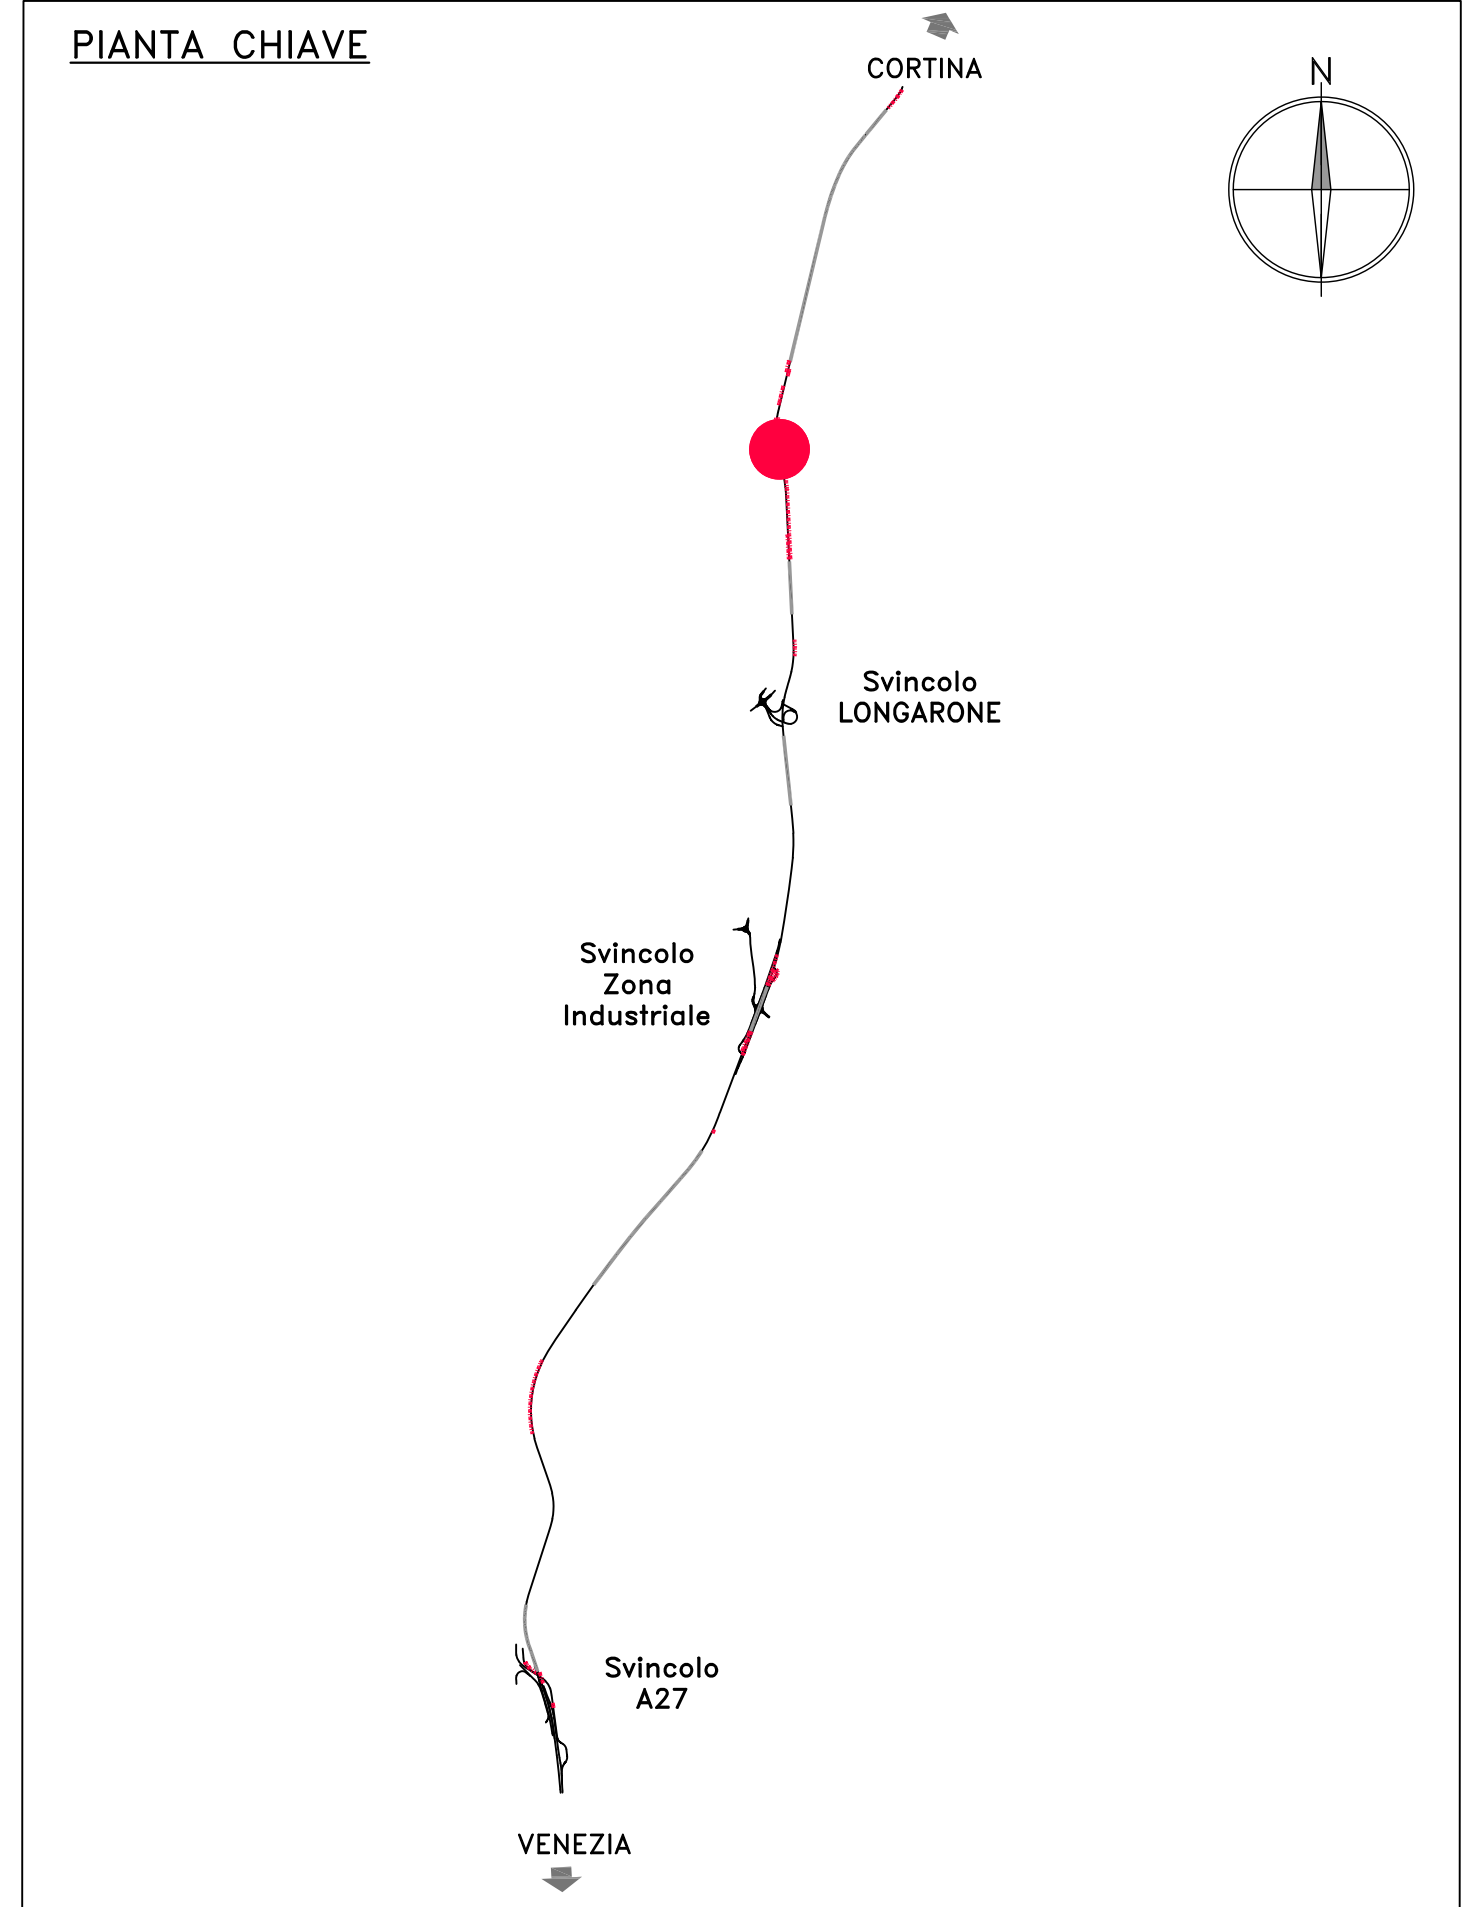 PIANTA CHIAVE
CORTINA
N
Svincolo
LONGARONE
Svincolo
Zona
Industriale
Svincolo
A27
VENEZIA